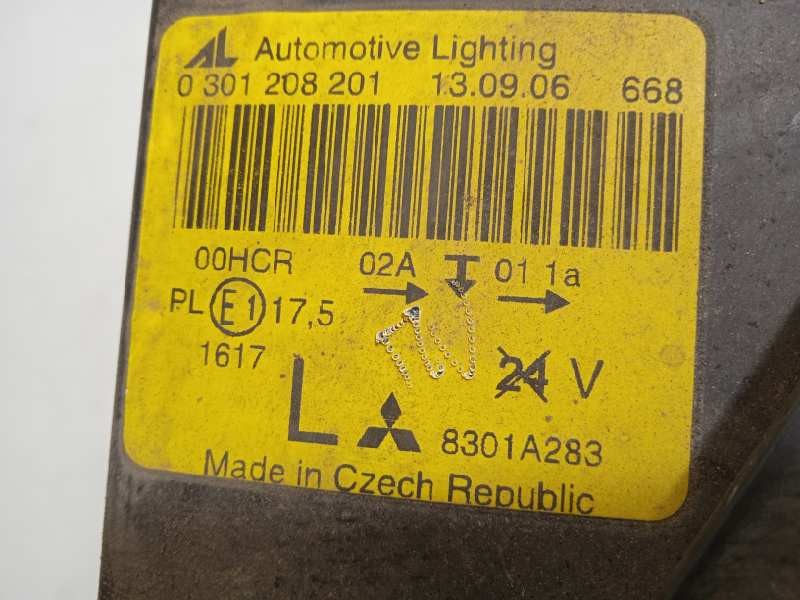 AL Automotive Lighting
0 301 208 201 13.09.06 668
00HCR 02A 01 1a
PL E1 17,5
1617
24 V
L 8301A283
Made in Czech Republic